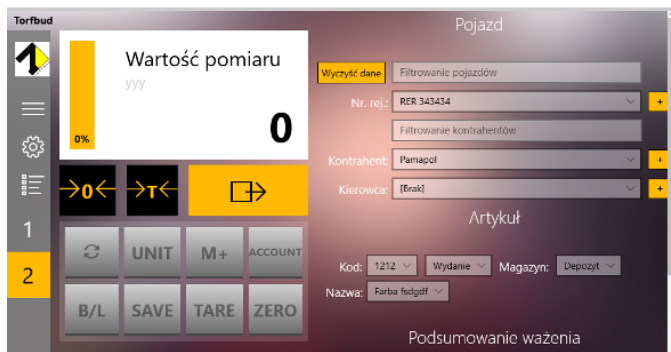 Torfbud
Wartość pomiaru
yyy
0
0%
→0←
→T←
UNIT
M+
ACCOUNT
B/L
SAVE
TARE
ZERO
1
2
Pojazd
Wyczyść dane
Filtrowanie pojazdów
Nr. rej.: RER 343434 +
Filtrowanie kontrahentów
Kontrahent: Pamapol +
Kierowca: [Brak] +
Artykuł
Kod: 1212 Wydanie Magazyn: Depozyt
Nazwa: Farba fsdgdf
Podsumowanie ważenia